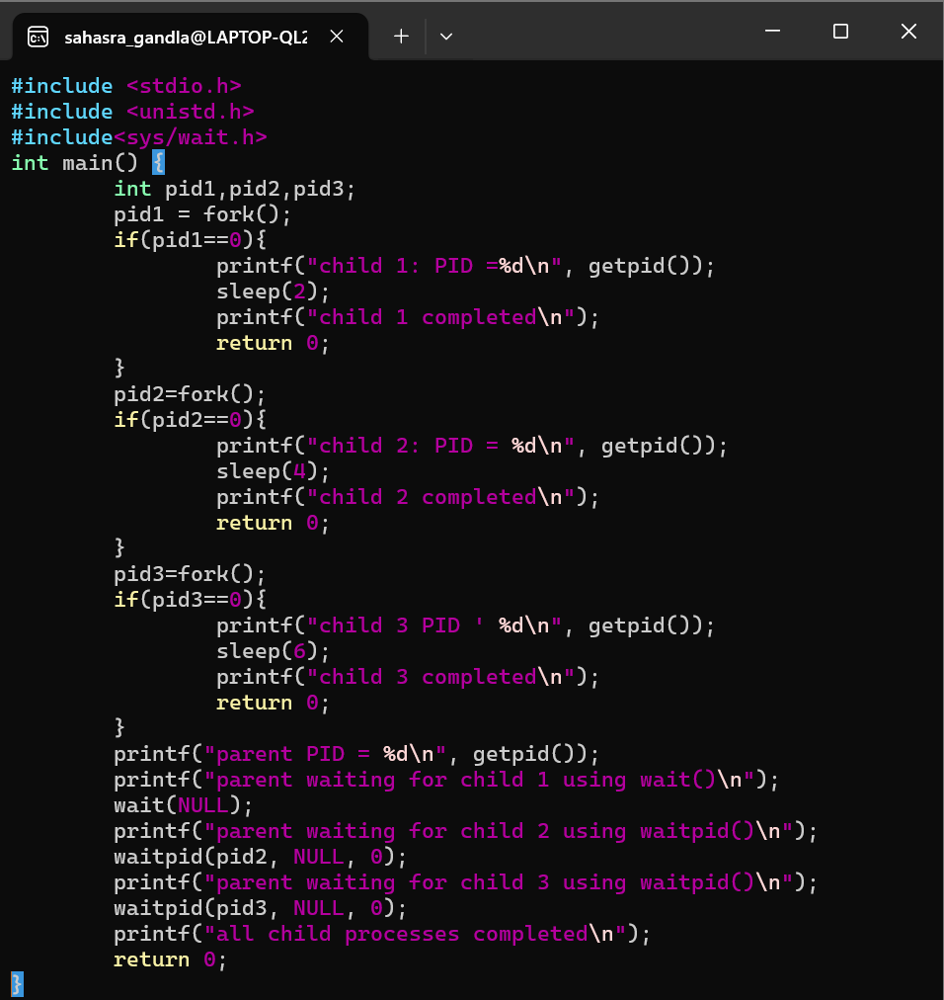 sahasra_gandla@LAPTOP-QL2
#include <stdio.h>
#include <unistd.h>
#include<sys/wait.h>
int main() {
        int pid1,pid2,pid3;
        pid1 = fork();
        if(pid1==0){
                printf("child 1: PID =%d\n", getpid());
                sleep(2);
                printf("child 1 completed\n");
                return 0;
        }
        pid2=fork();
        if(pid2==0){
                printf("child 2: PID = %d\n", getpid());
                sleep(4);
                printf("child 2 completed\n");
                return 0;
        }
        pid3=fork();
        if(pid3==0){
                printf("child 3 PID ' %d\n", getpid());
                sleep(6);
                printf("child 3 completed\n");
                return 0;
        }
        printf("parent PID = %d\n", getpid());
        printf("parent waiting for child 1 using wait()\n");
        wait(NULL);
        printf("parent waiting for child 2 using waitpid()\n");
        waitpid(pid2, NULL, 0);
        printf("parent waiting for child 3 using waitpid()\n");
        waitpid(pid3, NULL, 0);
        printf("all child processes completed\n");
        return 0;
}